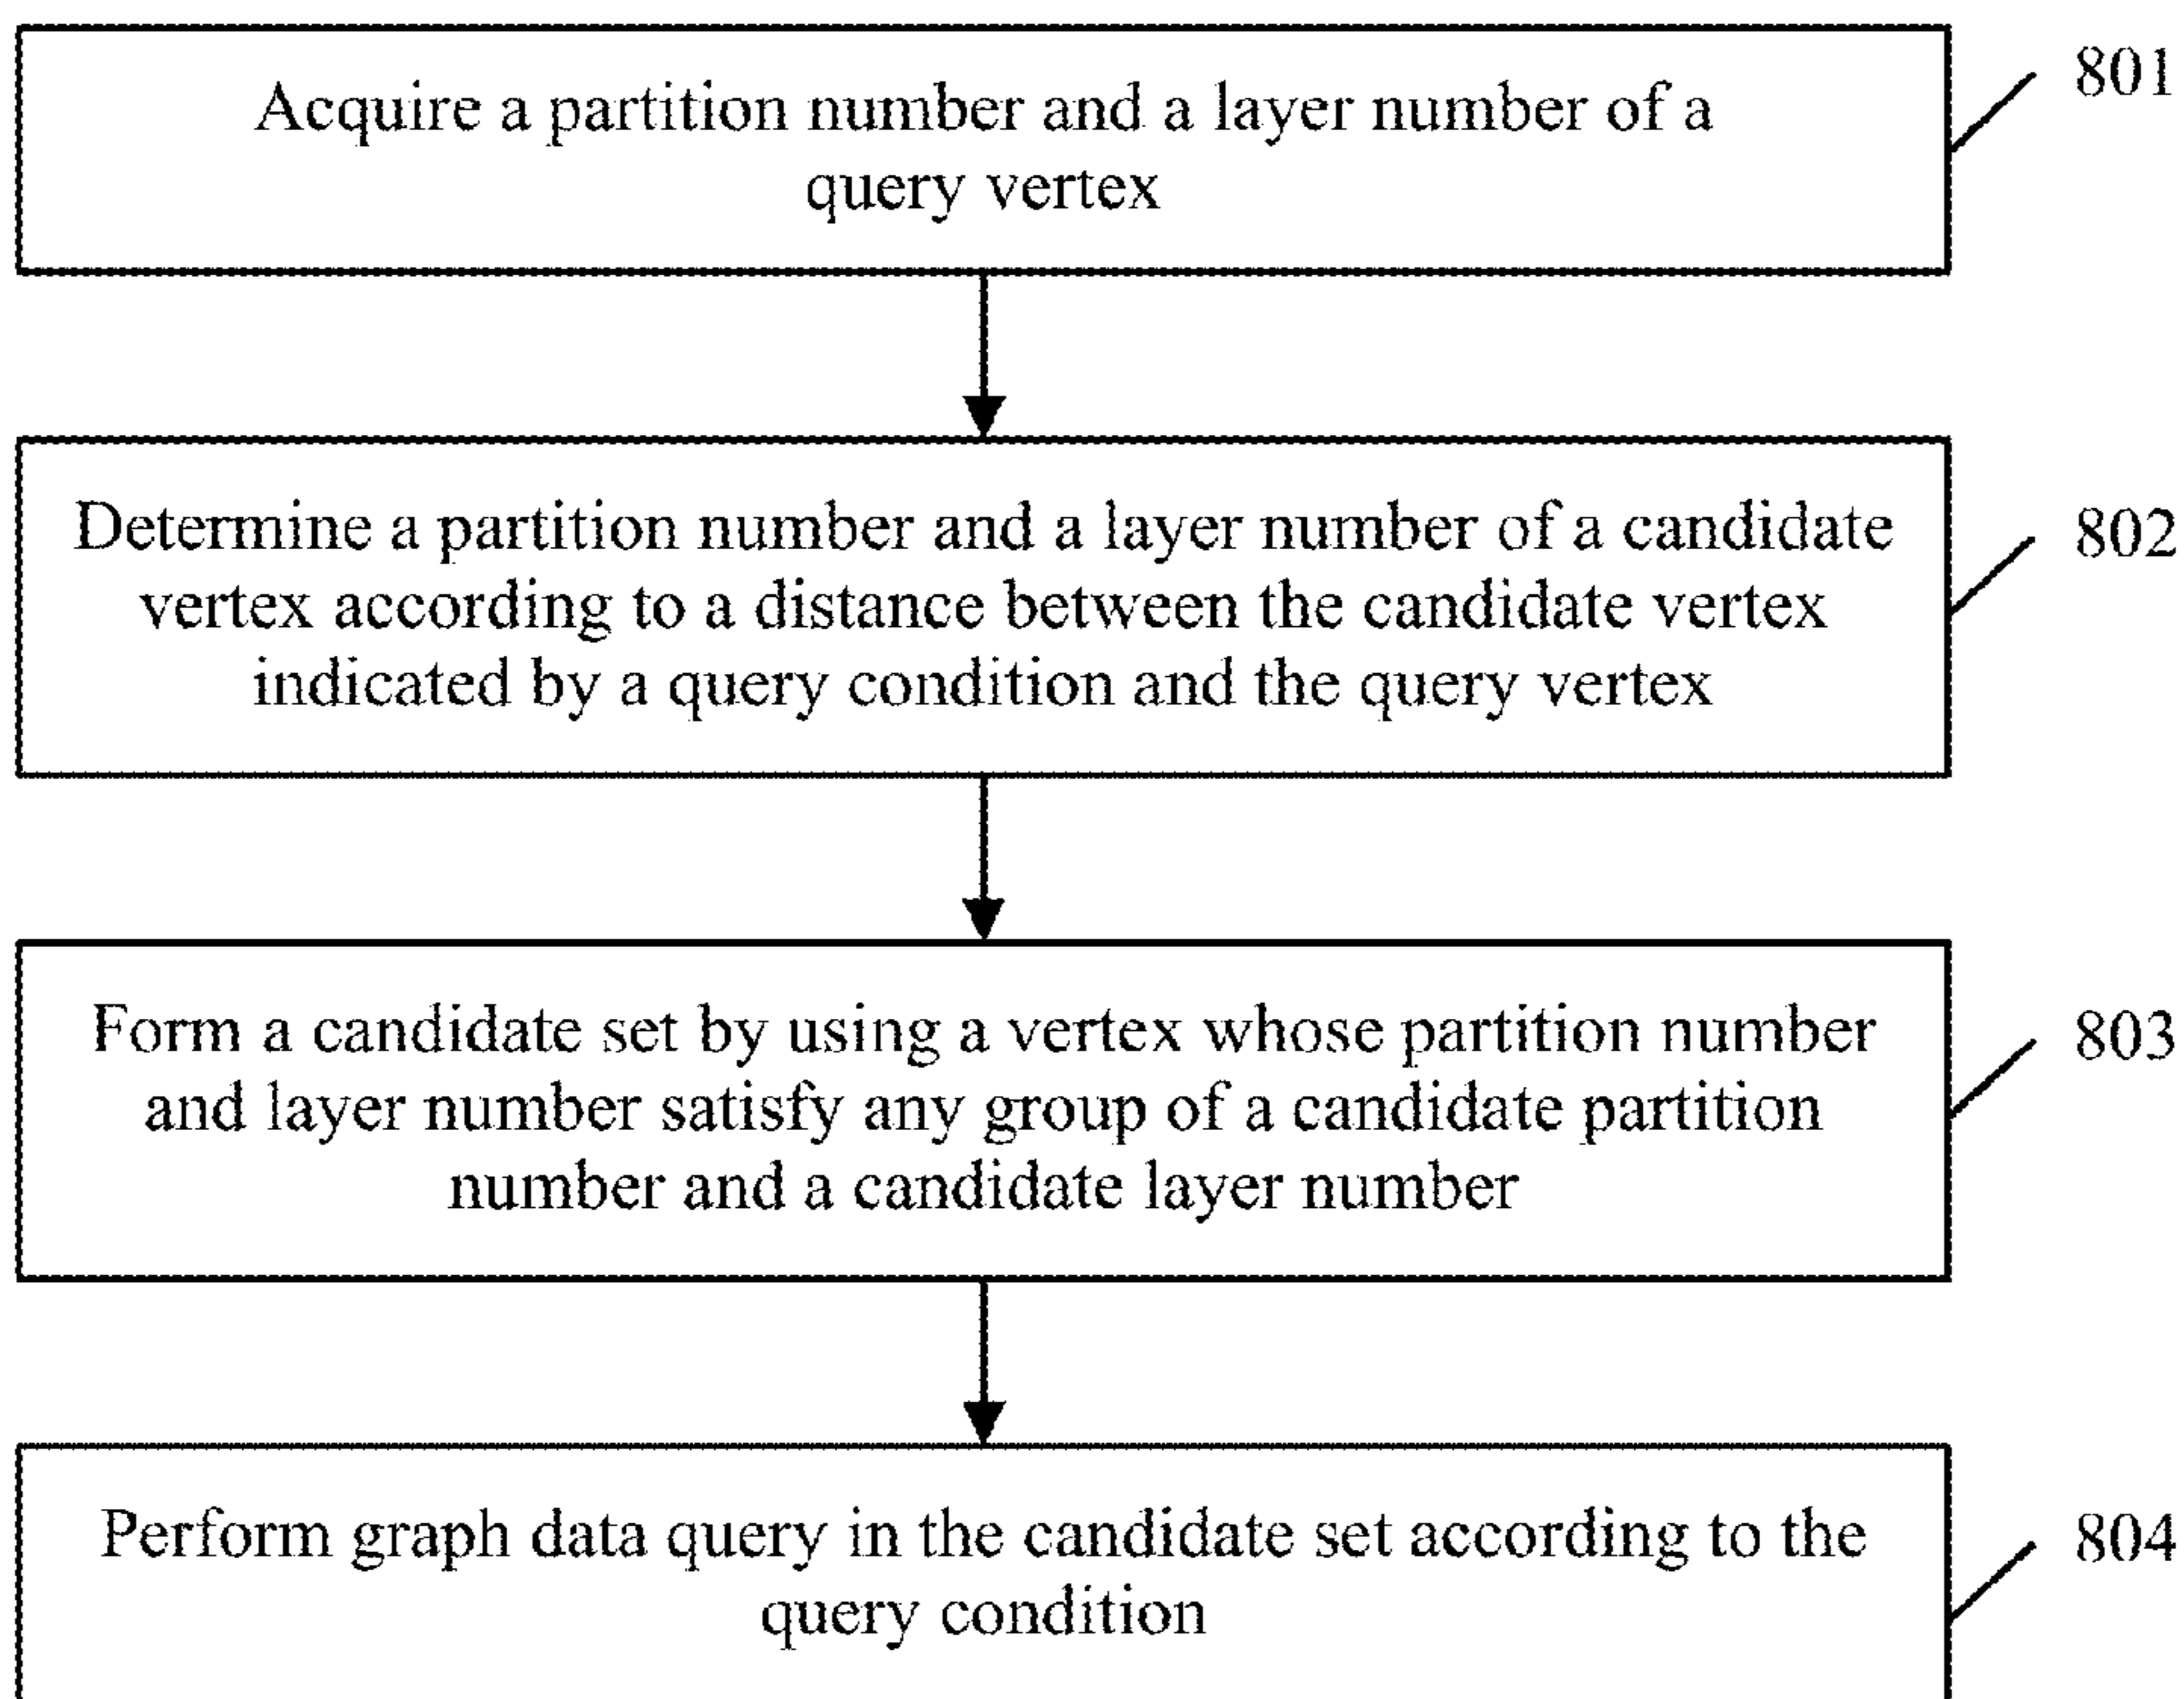 Acquire a partition number and a layer number of a
query vertex
801
Determine a partition number and a layer number of a candidate
vertex according to a distance between the candidate vertex
indicated by a query condition and the query vertex
802
Form a candidate set by using a vertex whose partition number
and layer number satisfy any group of a candidate partition
number and a candidate layer number
803
Perform graph data query in the candidate set according to the
query condition
804